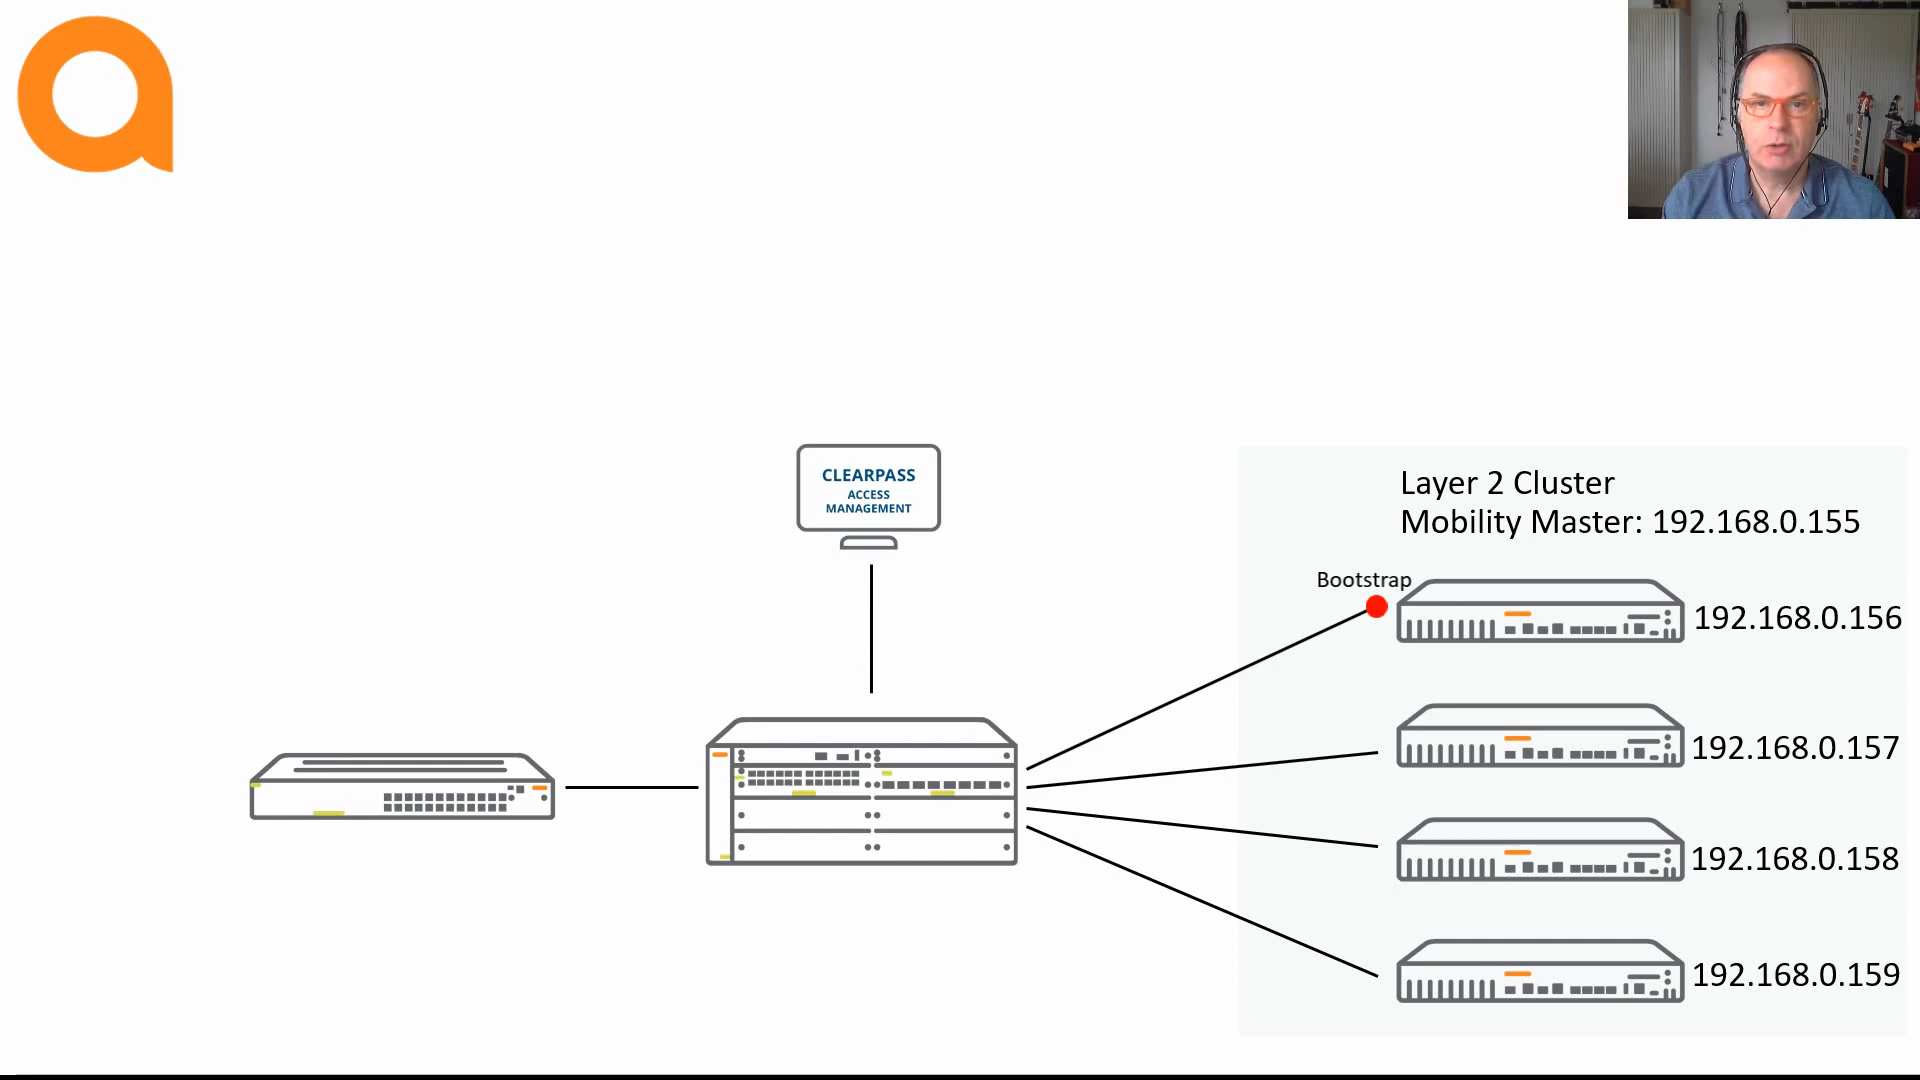 CLEARPASS
ACCESS
MANAGEMENT
Layer 2 Cluster
Mobility Master: 192.168.0.155
Bootstrap
192.168.0.156
192.168.0.157
192.168.0.158
192.168.0.159